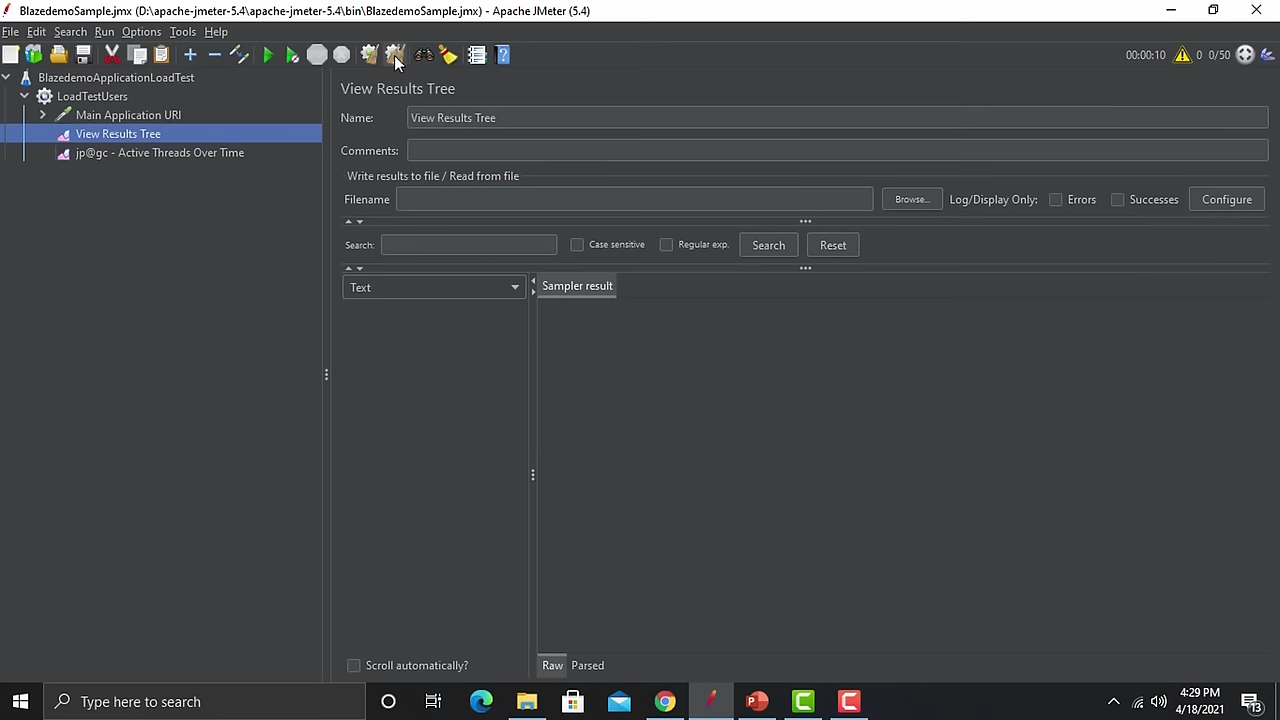 BlazedemoSample.jmx (D:\apache-jmeter-5.4\apache-jmeter-5.4\bin\BlazedemoSample.jmx) - Apache JMeter (5.4)
File Edit Search Run Options Tools Help
00:00:10 0 0/50
BlazedemoApplicationLoadTest
LoadTestUsers
Main Application URI
View Results Tree
jp@gc - Active Threads Over Time
View Results Tree
Name: View Results Tree
Comments:
Write results to file / Read from file
Filename Browse... Log/Display Only: Errors Successes Configure
Search: Case sensitive Regular exp. Search Reset
Text
Sampler result
Scroll automatically?
Raw Parsed
Type here to search
4:29 PM
4/18/2021
13